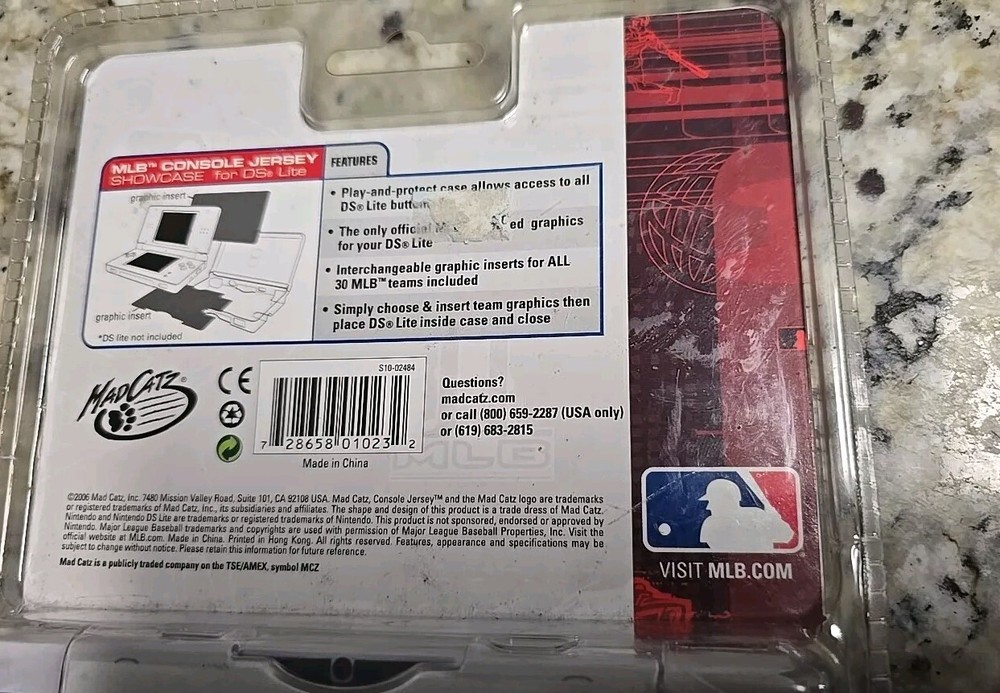 MLB™ CONSOLE JERSEY
SHOWCASE for DS® Lite
FEATURES
graphic insert
graphic insert
*DS lite not included
• Play-and-protect case allows access to all
DS® Lite
• The only official
graphics
for your DS® Lite
• Interchangeable graphic inserts for ALL
30 MLB™ teams included
• Simply choose & insert team graphics then
place DS® Lite inside case and close
MADCATZ®
CE
S10-02484
7 28658 01023 2
Made in China
Questions?
madcatz.com
or call (800) 659-2287 (USA only)
or (619) 683-2815
MLB
©2006 Mad Catz, Inc. 7480 Mission Valley Road, Suite 101, CA 92108 USA. Mad Catz, Console Jersey™ and the Mad Catz logo are trademarks
or registered trademarks of Mad Catz, Inc., its subsidiaries and affiliates. The shape and design of this product is a trade dress of Mad Catz.
Nintendo and Nintendo DS Lite are trademarks or registered trademarks of Nintendo. This product is not sponsored, endorsed or approved by
Nintendo. Major League Baseball trademarks and copyrights are used with permission of Major League Baseball Properties, Inc. Visit the
official website at MLB.com. Made in China. Printed in Hong Kong. All rights reserved. Features, appearance and specifications may be
subject to change without notice. Please retain this information for future reference.
Mad Catz is a publicly traded company on the TSE/AMEX, symbol MCZ
VISIT MLB.COM